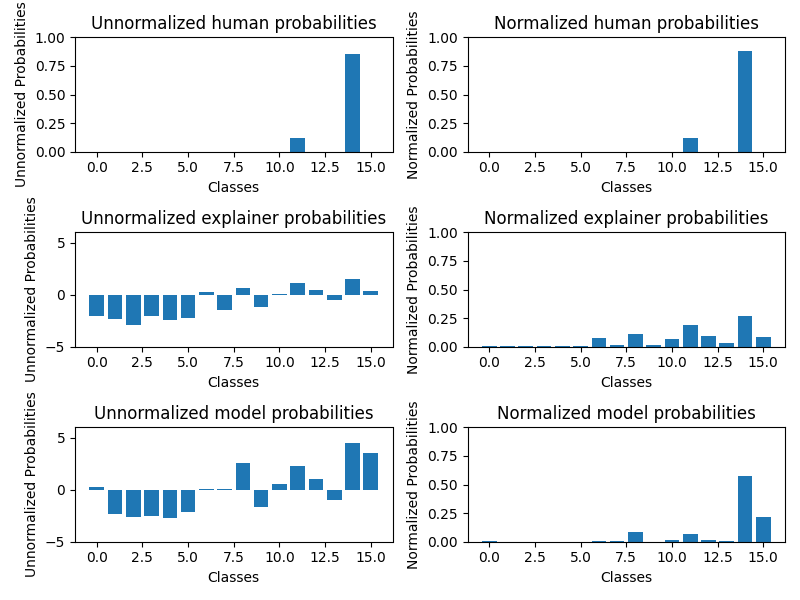 Unnormalized human probabilities
Unnormalized Probabilities
1.00
0.75
0.50
0.25
0.00
0.0 2.5 5.0 7.5 10.0 12.5 15.0
Classes
Normalized human probabilities
Normalized Probabilities
1.00
0.75
0.50
0.25
0.00
0.0 2.5 5.0 7.5 10.0 12.5 15.0
Classes
Unnormalized explainer probabilities
Unnormalized Probabilities
5
0
−5
0.0 2.5 5.0 7.5 10.0 12.5 15.0
Classes
Normalized explainer probabilities
Normalized Probabilities
1.00
0.75
0.50
0.25
0.00
0.0 2.5 5.0 7.5 10.0 12.5 15.0
Classes
Unnormalized model probabilities
Unnormalized Probabilities
5
0
−5
0.0 2.5 5.0 7.5 10.0 12.5 15.0
Classes
Normalized model probabilities
Normalized Probabilities
1.00
0.75
0.50
0.25
0.00
0.0 2.5 5.0 7.5 10.0 12.5 15.0
Classes